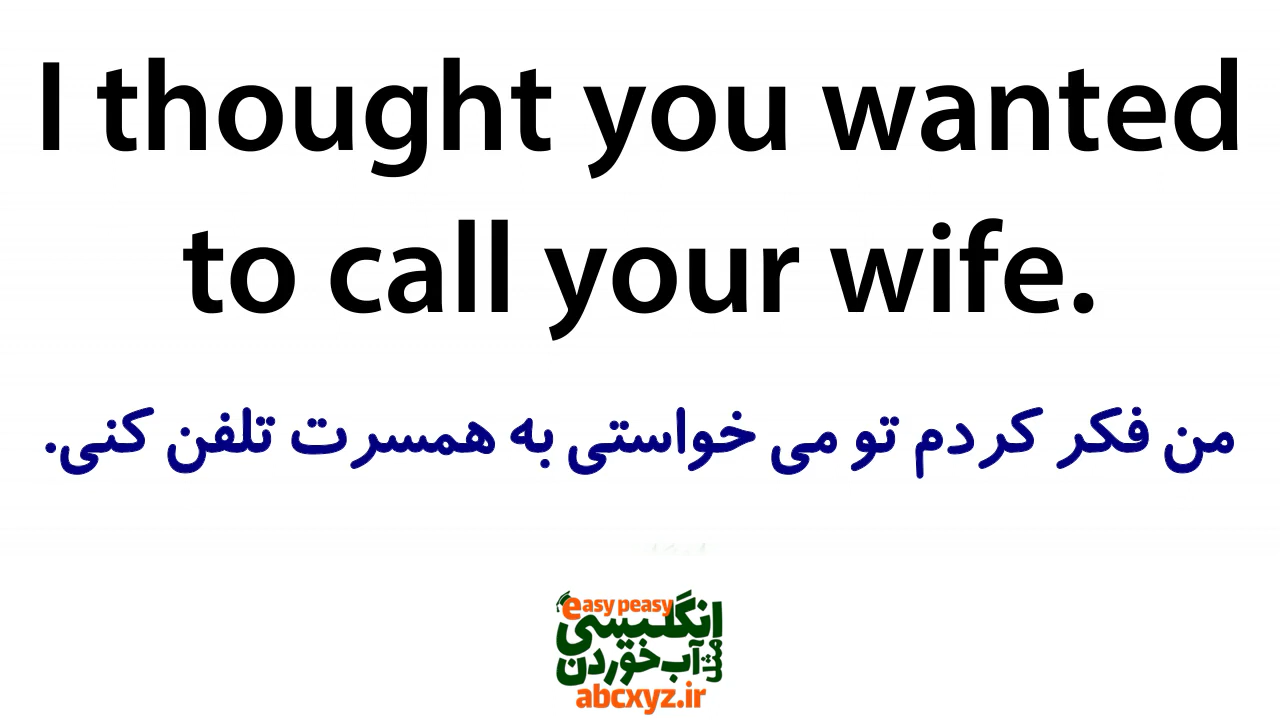 I thought you wanted
to call your wife.
من فکر کردم تو می خواستی به همسرت تلفن کنی.
easy peasy
انگلیسی
مثل آب خوردن
abcxyz.ir